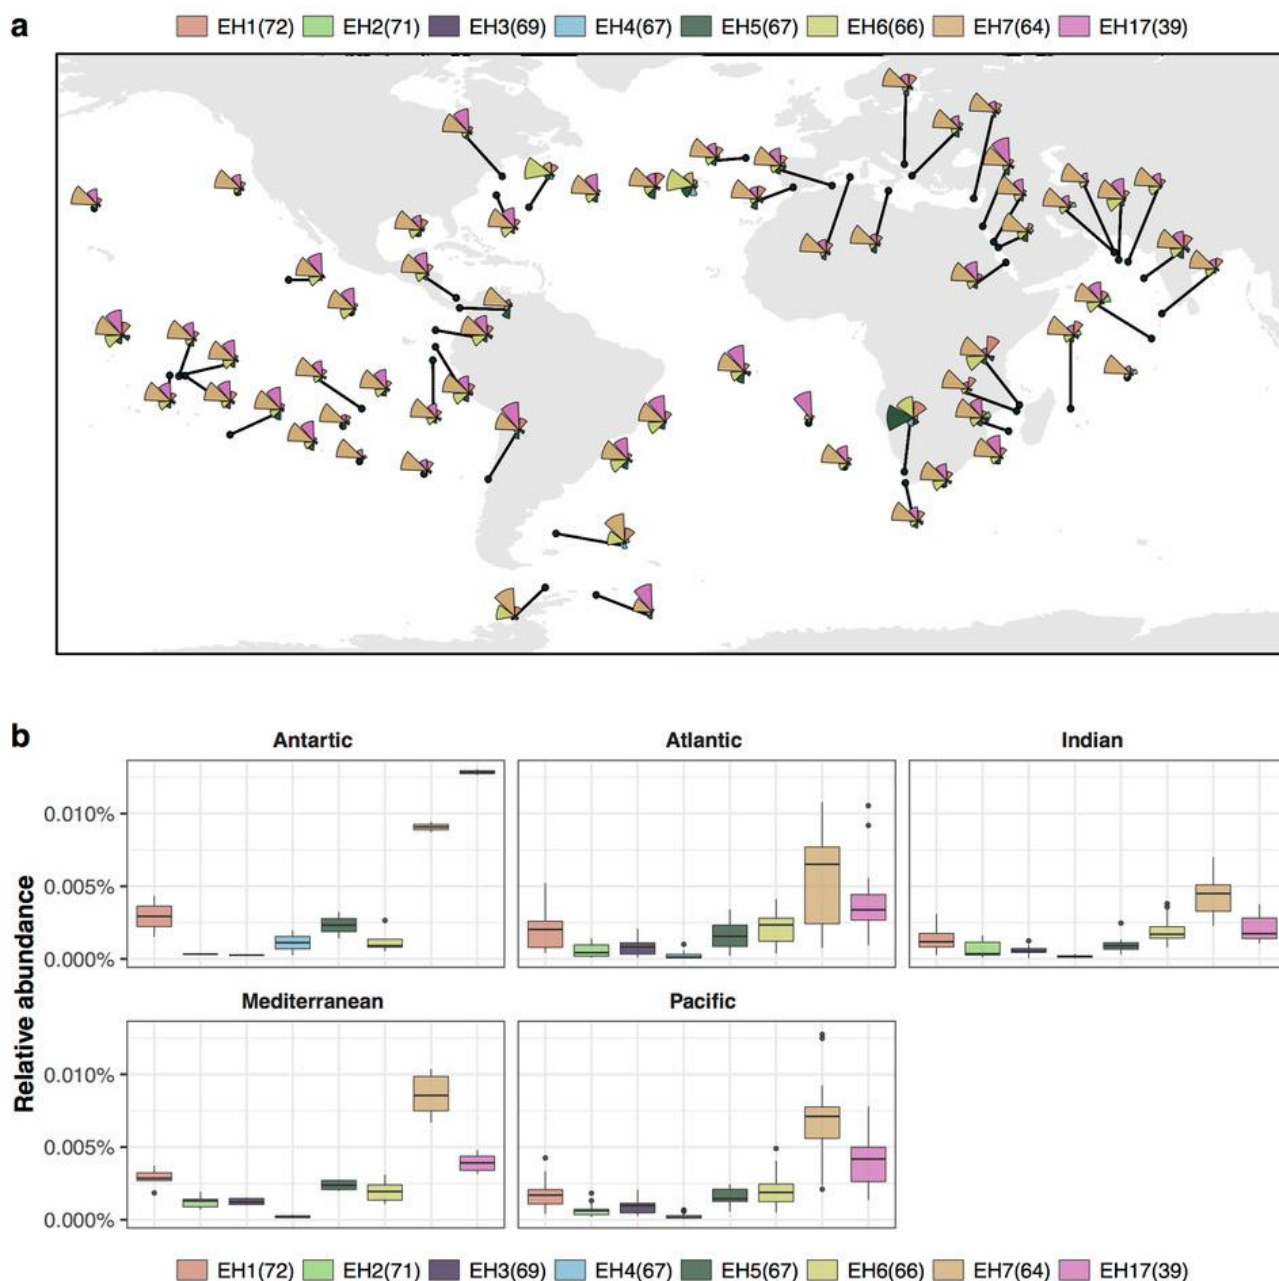 a
EH1(72) EH2(71) EH3(69) EH4(67) EH5(67) EH6(66) EH7(64) EH17(39)
b
Antartic Atlantic Indian
0.010%
0.005%
0.000%
Mediterranean Pacific
0.010%
0.005%
0.000%
Relative abundance
EH1(72) EH2(71) EH3(69) EH4(67) EH5(67) EH6(66) EH7(64) EH17(39)